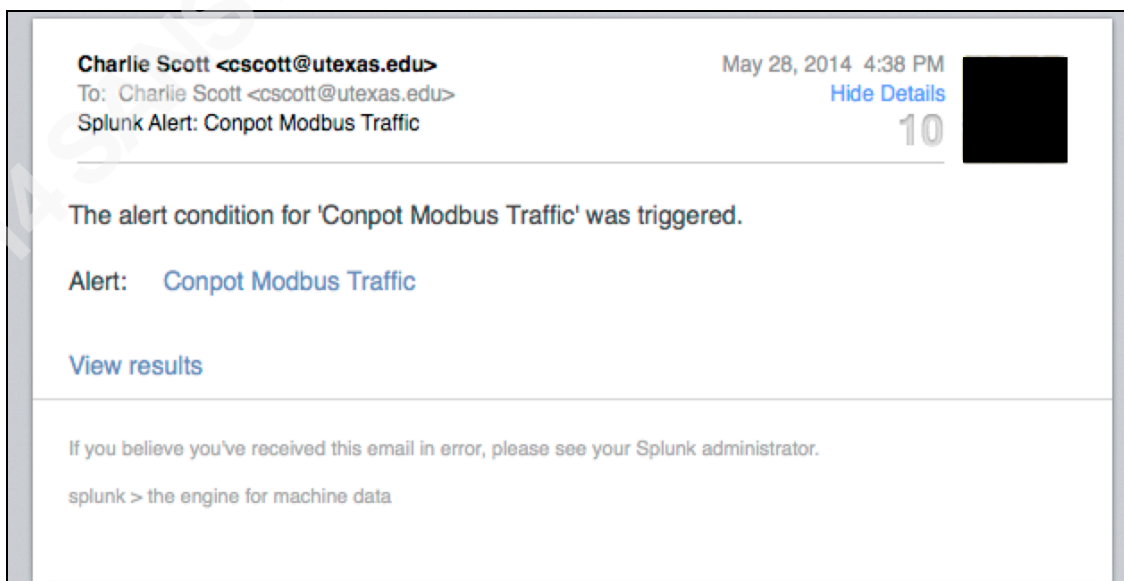 Charlie Scott <cscott@utexas.edu>
May 28, 2014 4:38 PM
To: Charlie Scott <cscott@utexas.edu>
Hide Details
Splunk Alert: Conpot Modbus Traffic
10
The alert condition for 'Conpot Modbus Traffic' was triggered.
Alert: Conpot Modbus Traffic
View results
If you believe you've received this email in error, please see your Splunk administrator.
splunk > the engine for machine data
14 SANS